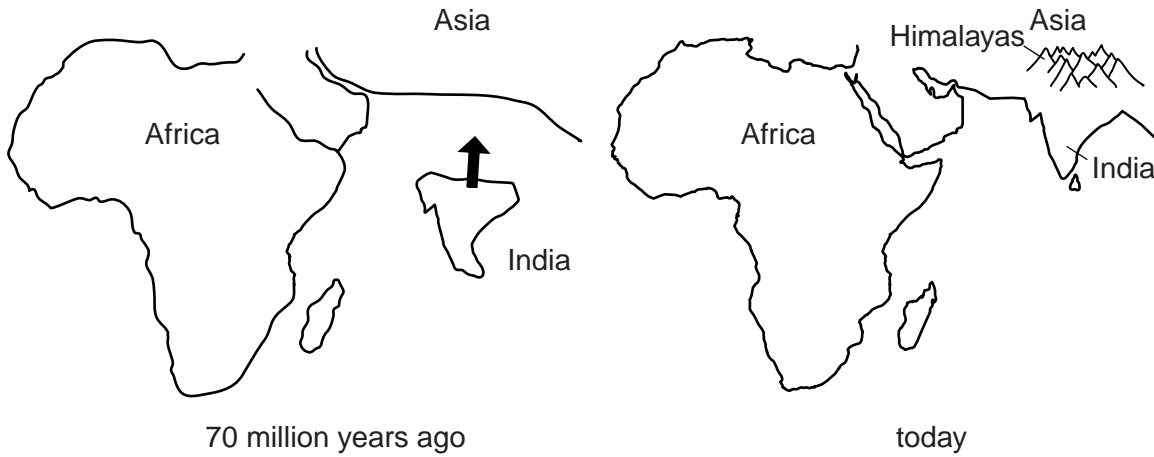 Asia
Africa
India
70 million years ago
Asia
Himalayas
Africa
India
today